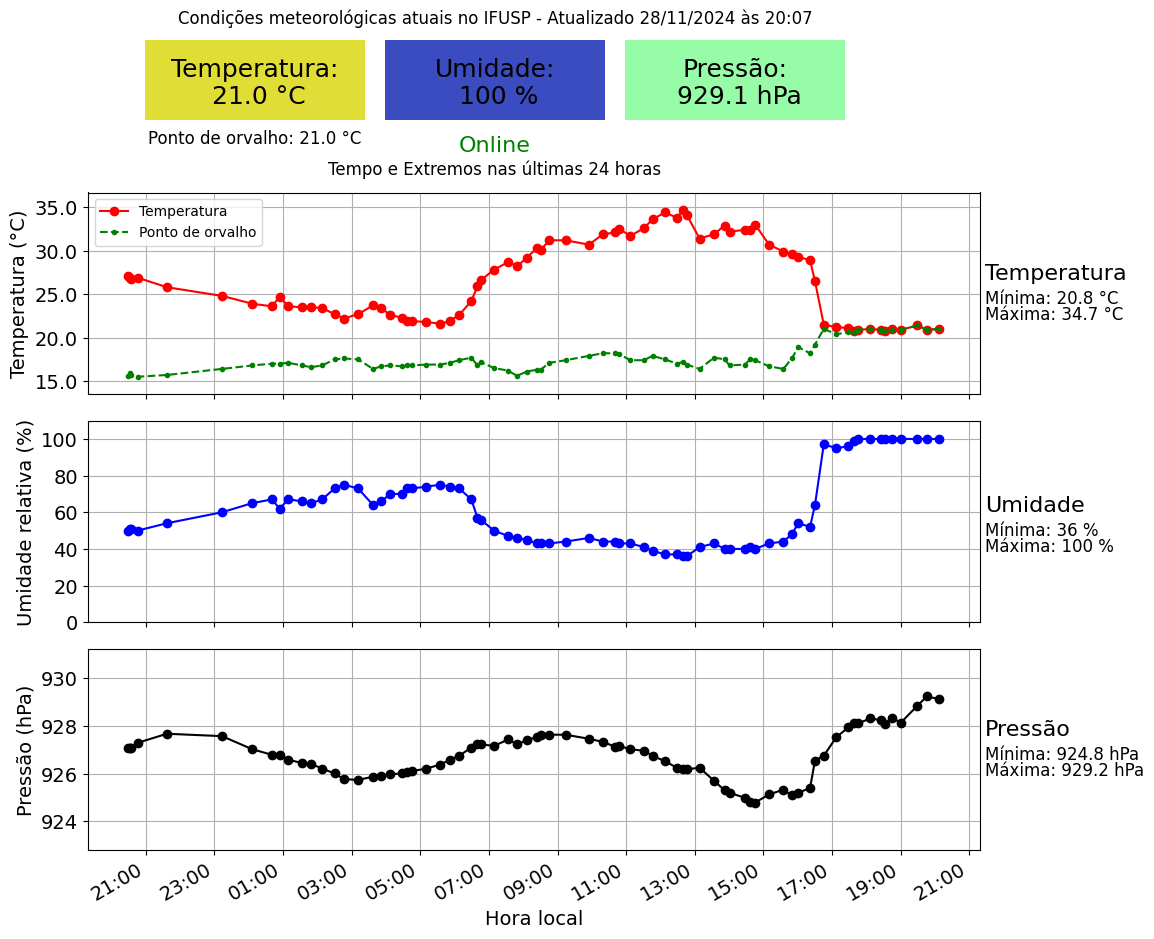 Condições meteorológicas atuais no IFUSP - Atualizado 28/11/2024 às 20:07
Temperatura:
21.0 °C
Umidade:
100 %
Pressão:
929.1 hPa
Ponto de orvalho: 21.0 °C
Online
Tempo e Extremos nas últimas 24 horas
Temperatura (°C)
35.0
30.0
25.0
20.0
15.0
Temperatura
Ponto de orvalho
Temperatura
Mínima: 20.8 °C
Máxima: 34.7 °C
Umidade relativa (%)
100
80
60
40
20
0
Umidade
Mínima: 36 %
Máxima: 100 %
Pressão (hPa)
930
928
926
924
Pressão
Mínima: 924.8 hPa
Máxima: 929.2 hPa
21:00 23:00 01:00 03:00 05:00 07:00 09:00 11:00 13:00 15:00 17:00 19:00 21:00
Hora local